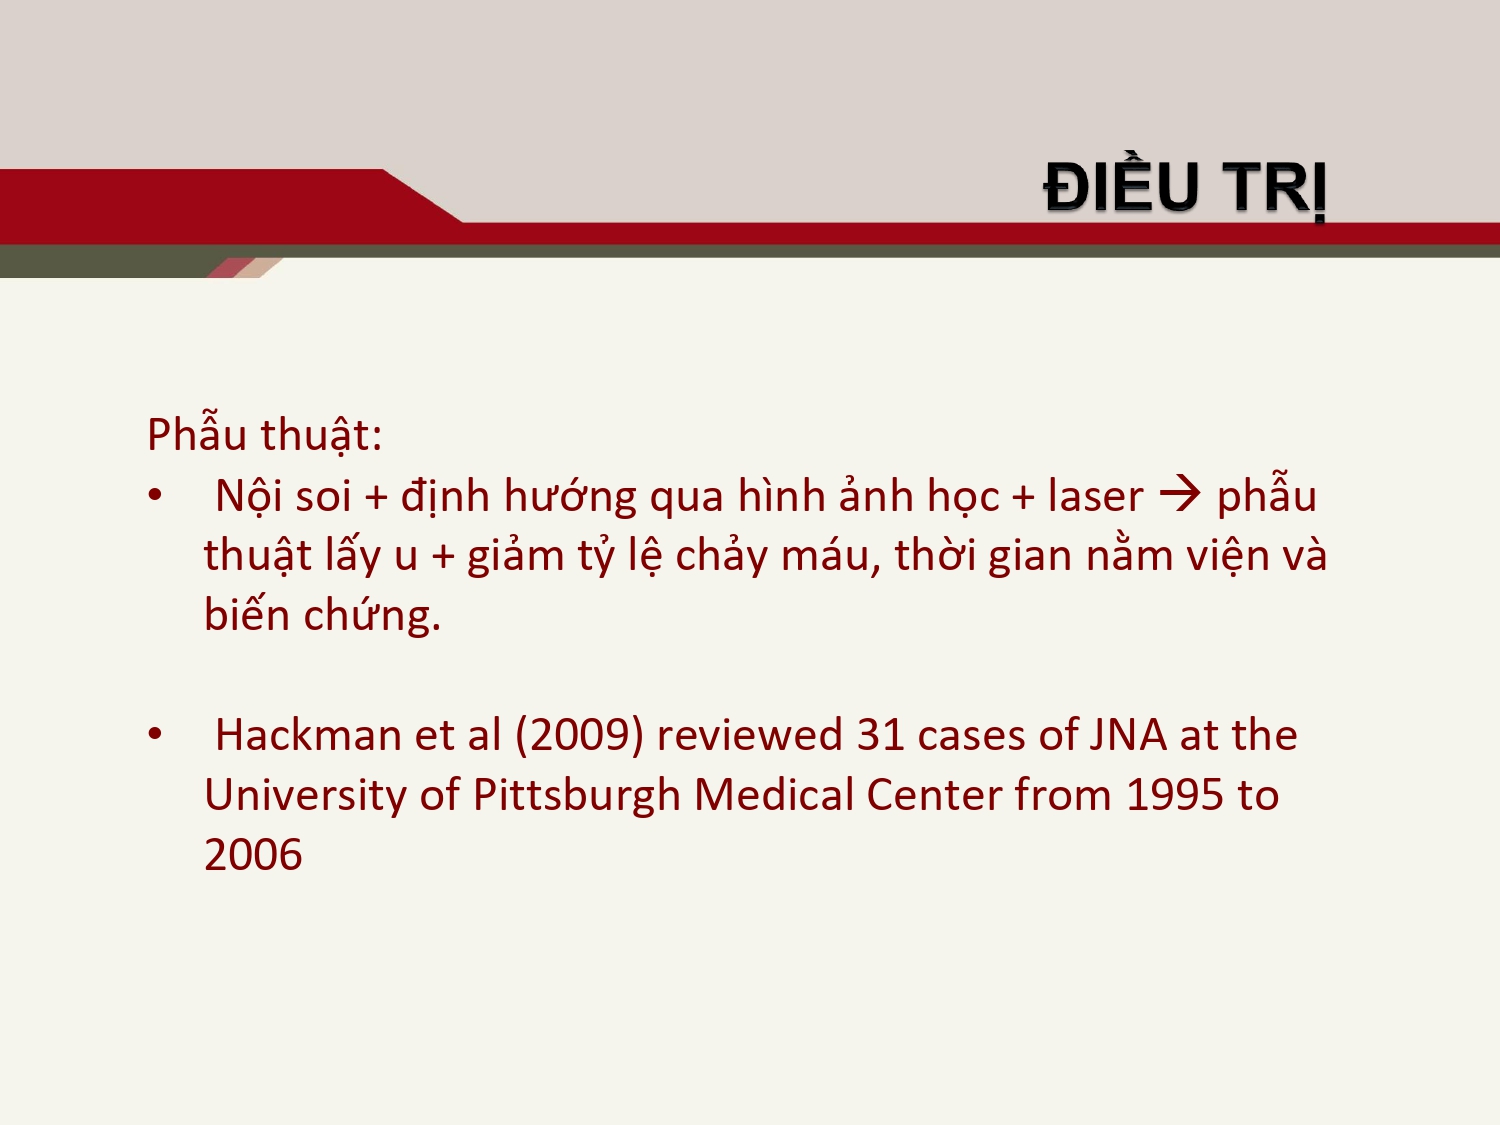 ĐIỀU TRỊ
Phẫu thuật:
• Nội soi + định hướng qua hình ảnh học + laser → phẫu
thuật lấy u + giảm tỷ lệ chảy máu, thời gian nằm viện và
biến chứng.
• Hackman et al (2009) reviewed 31 cases of JNA at the
University of Pittsburgh Medical Center from 1995 to
2006